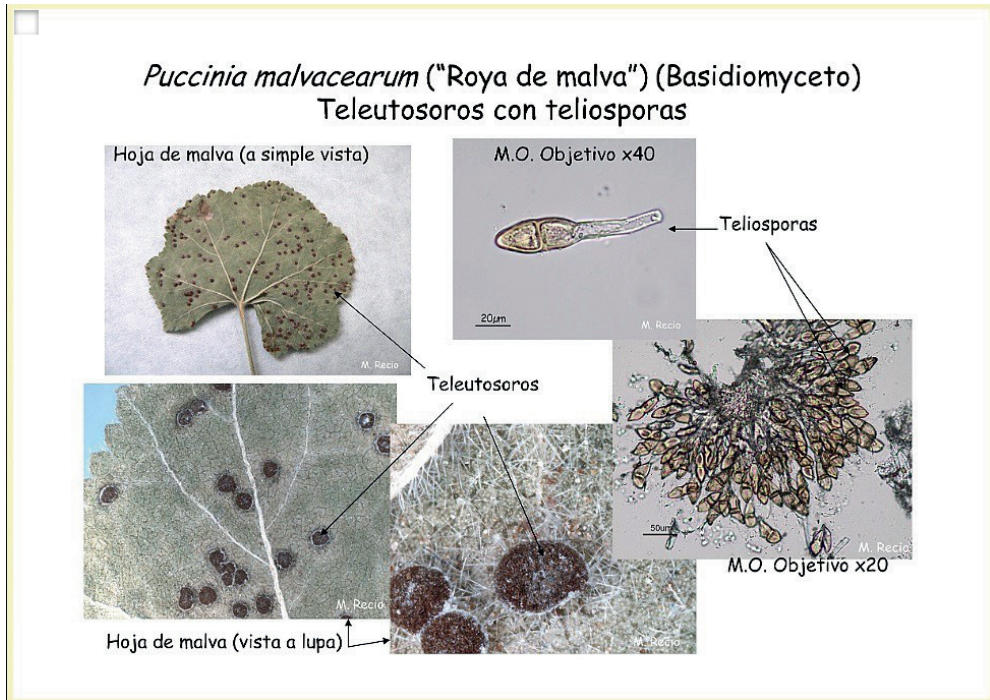 Puccinia malvacearum (“Roya de malva”) (Basidiomyceto)
Teleutosoros con teliosporas
Hoja de malva (a simple vista)
M. Recio
M.O. Objetivo x40
20µm
M. Recio
Teliosporas
Teleutosoros
M. Recio
Hoja de malva (vista a lupa)
M. Recio
50um
M. Recio
M.O. Objetivo x20